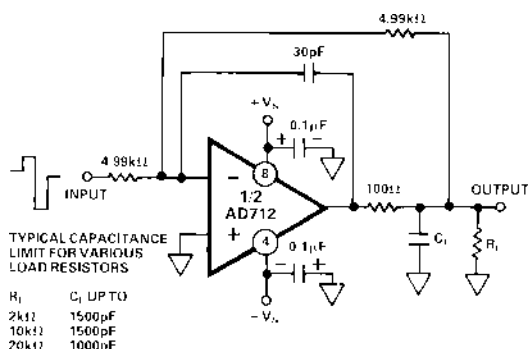 4.99kΩ
30pF
+VS
0.1µF
+ −
4.99kΩ
8
INPUT
−
1/2
AD712
+
100Ω
OUTPUT
4
0.1µF
− +
CL
RL
−VS
TYPICAL CAPACITANCE
LIMIT FOR VARIOUS
LOAD RESISTORS
RL CL UP TO
2kΩ 1500pF
10kΩ 1500pF
20kΩ 1000pF